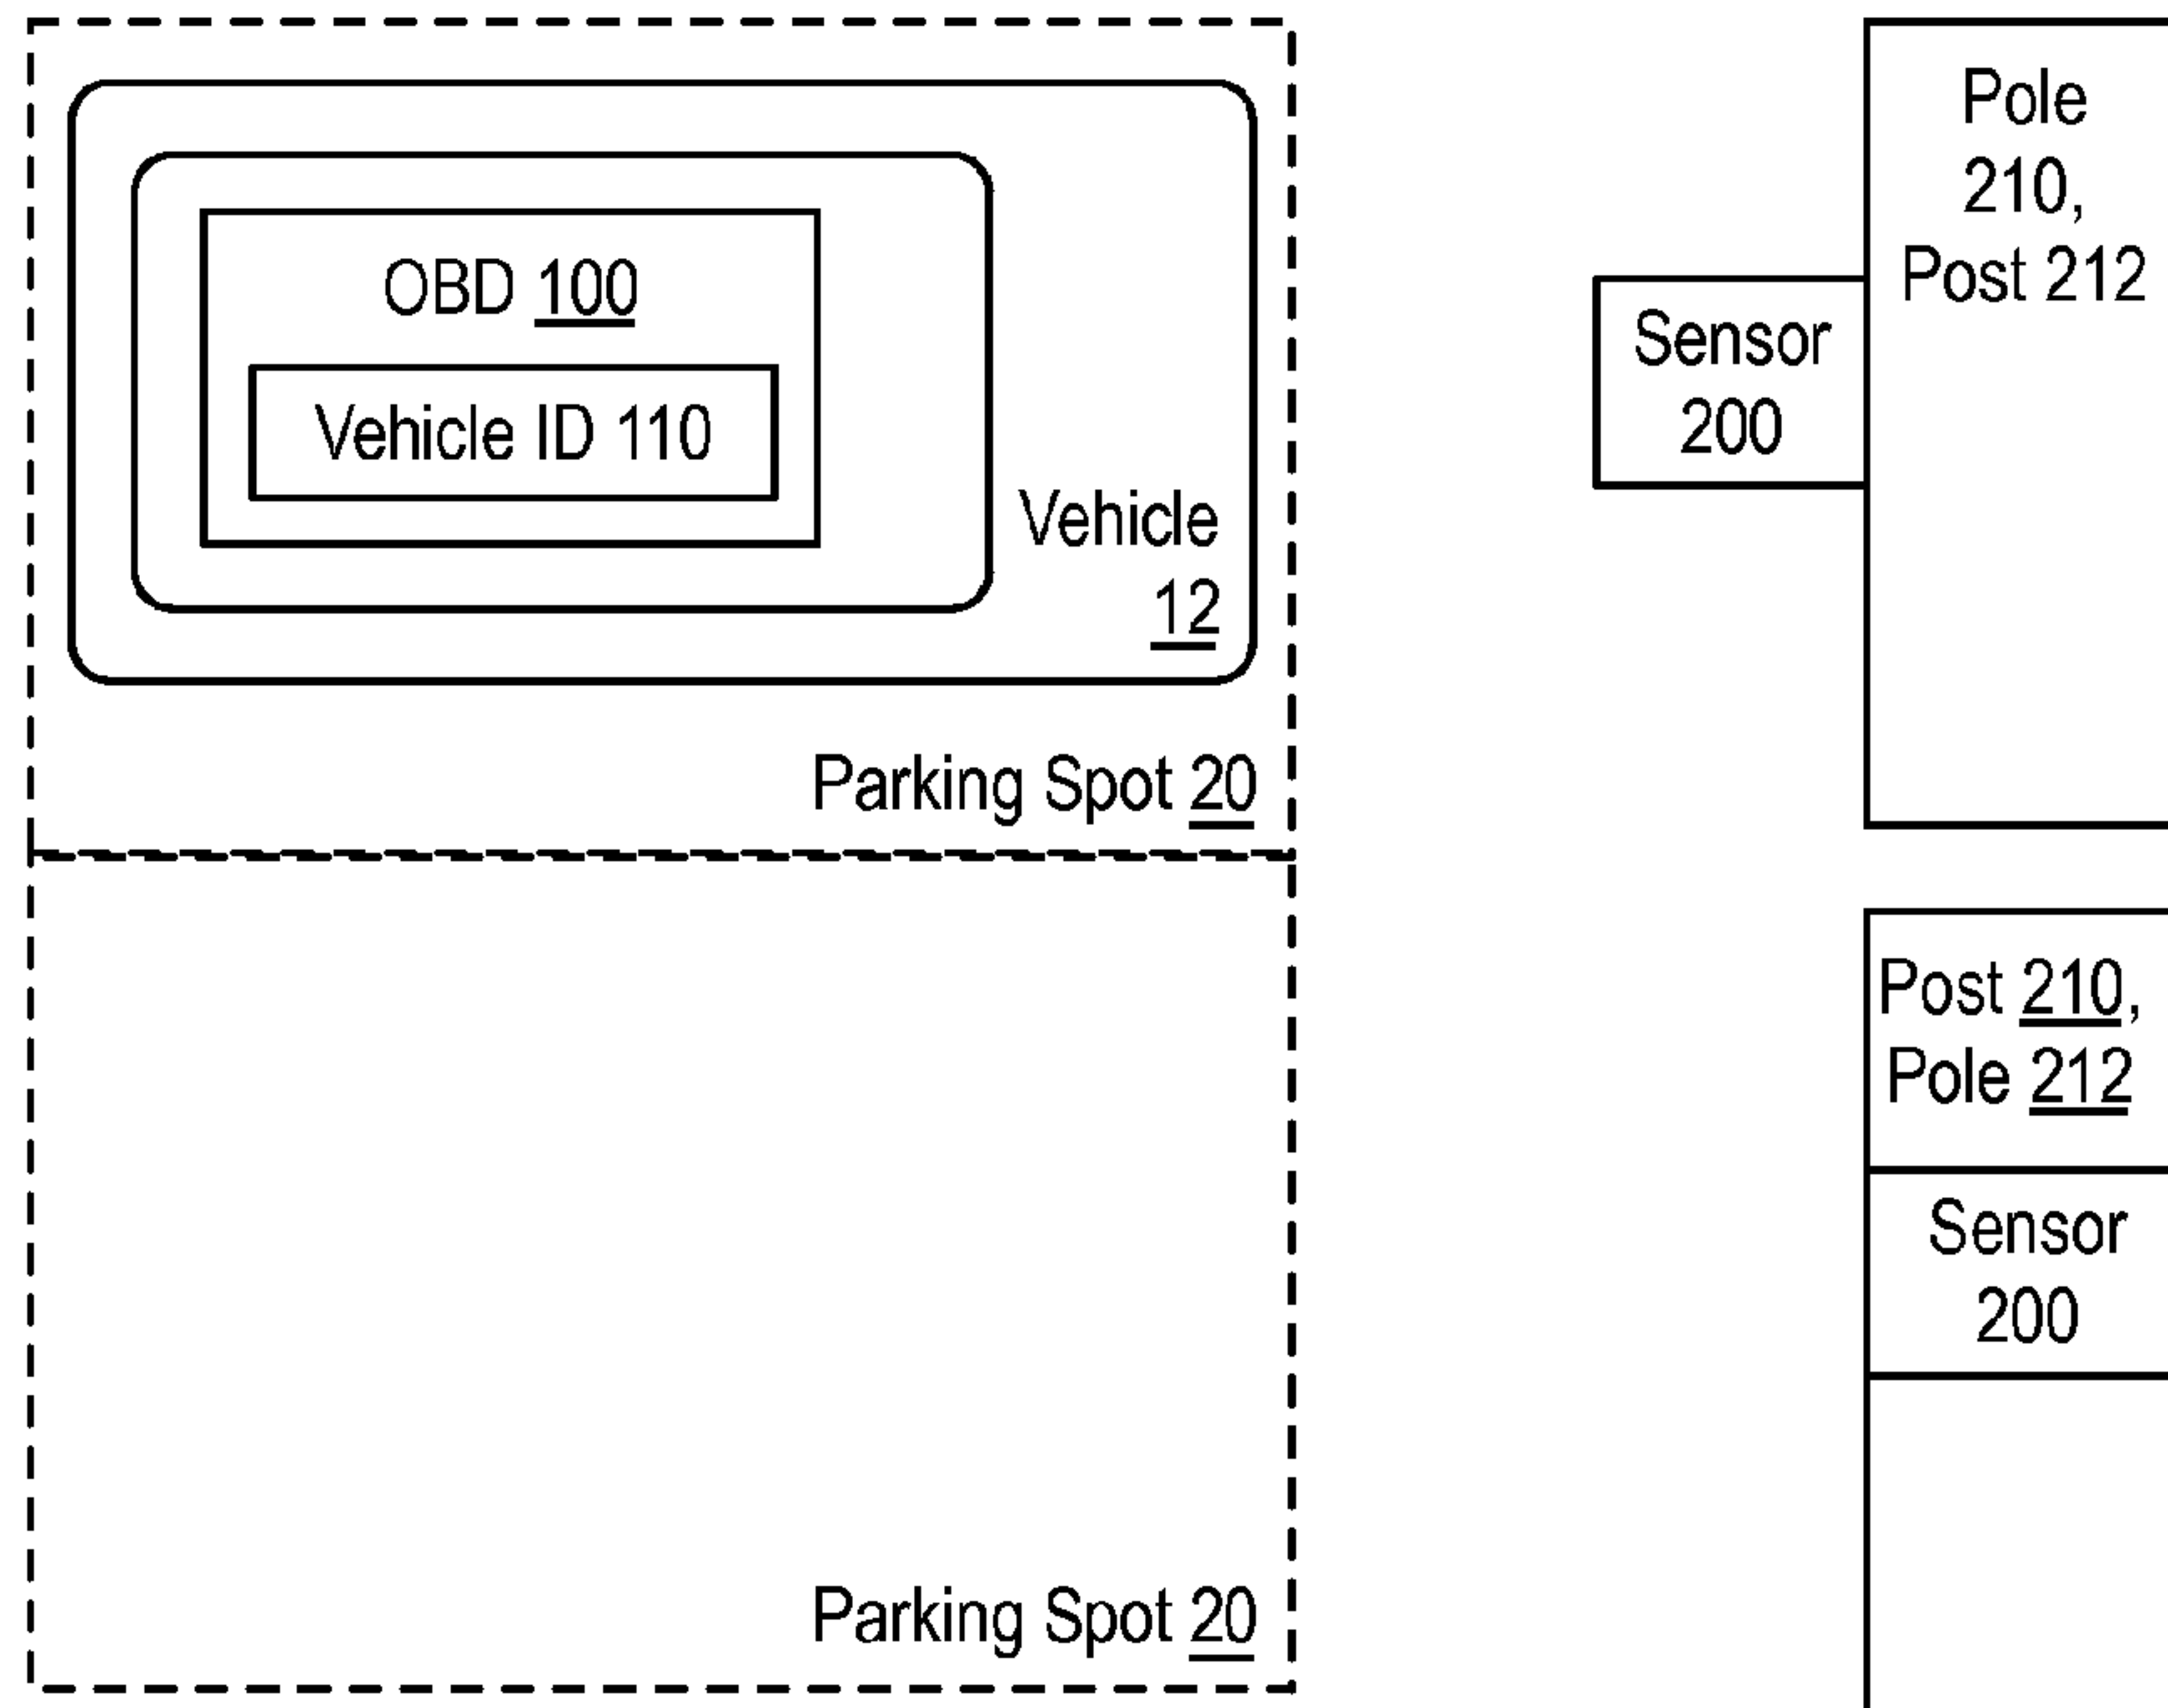 OBD 100
Vehicle ID 110
Vehicle
12
Parking Spot 20
Parking Spot 20
Pole
210,
Post 212
Sensor
200
Post 210,
Pole 212
Sensor
200